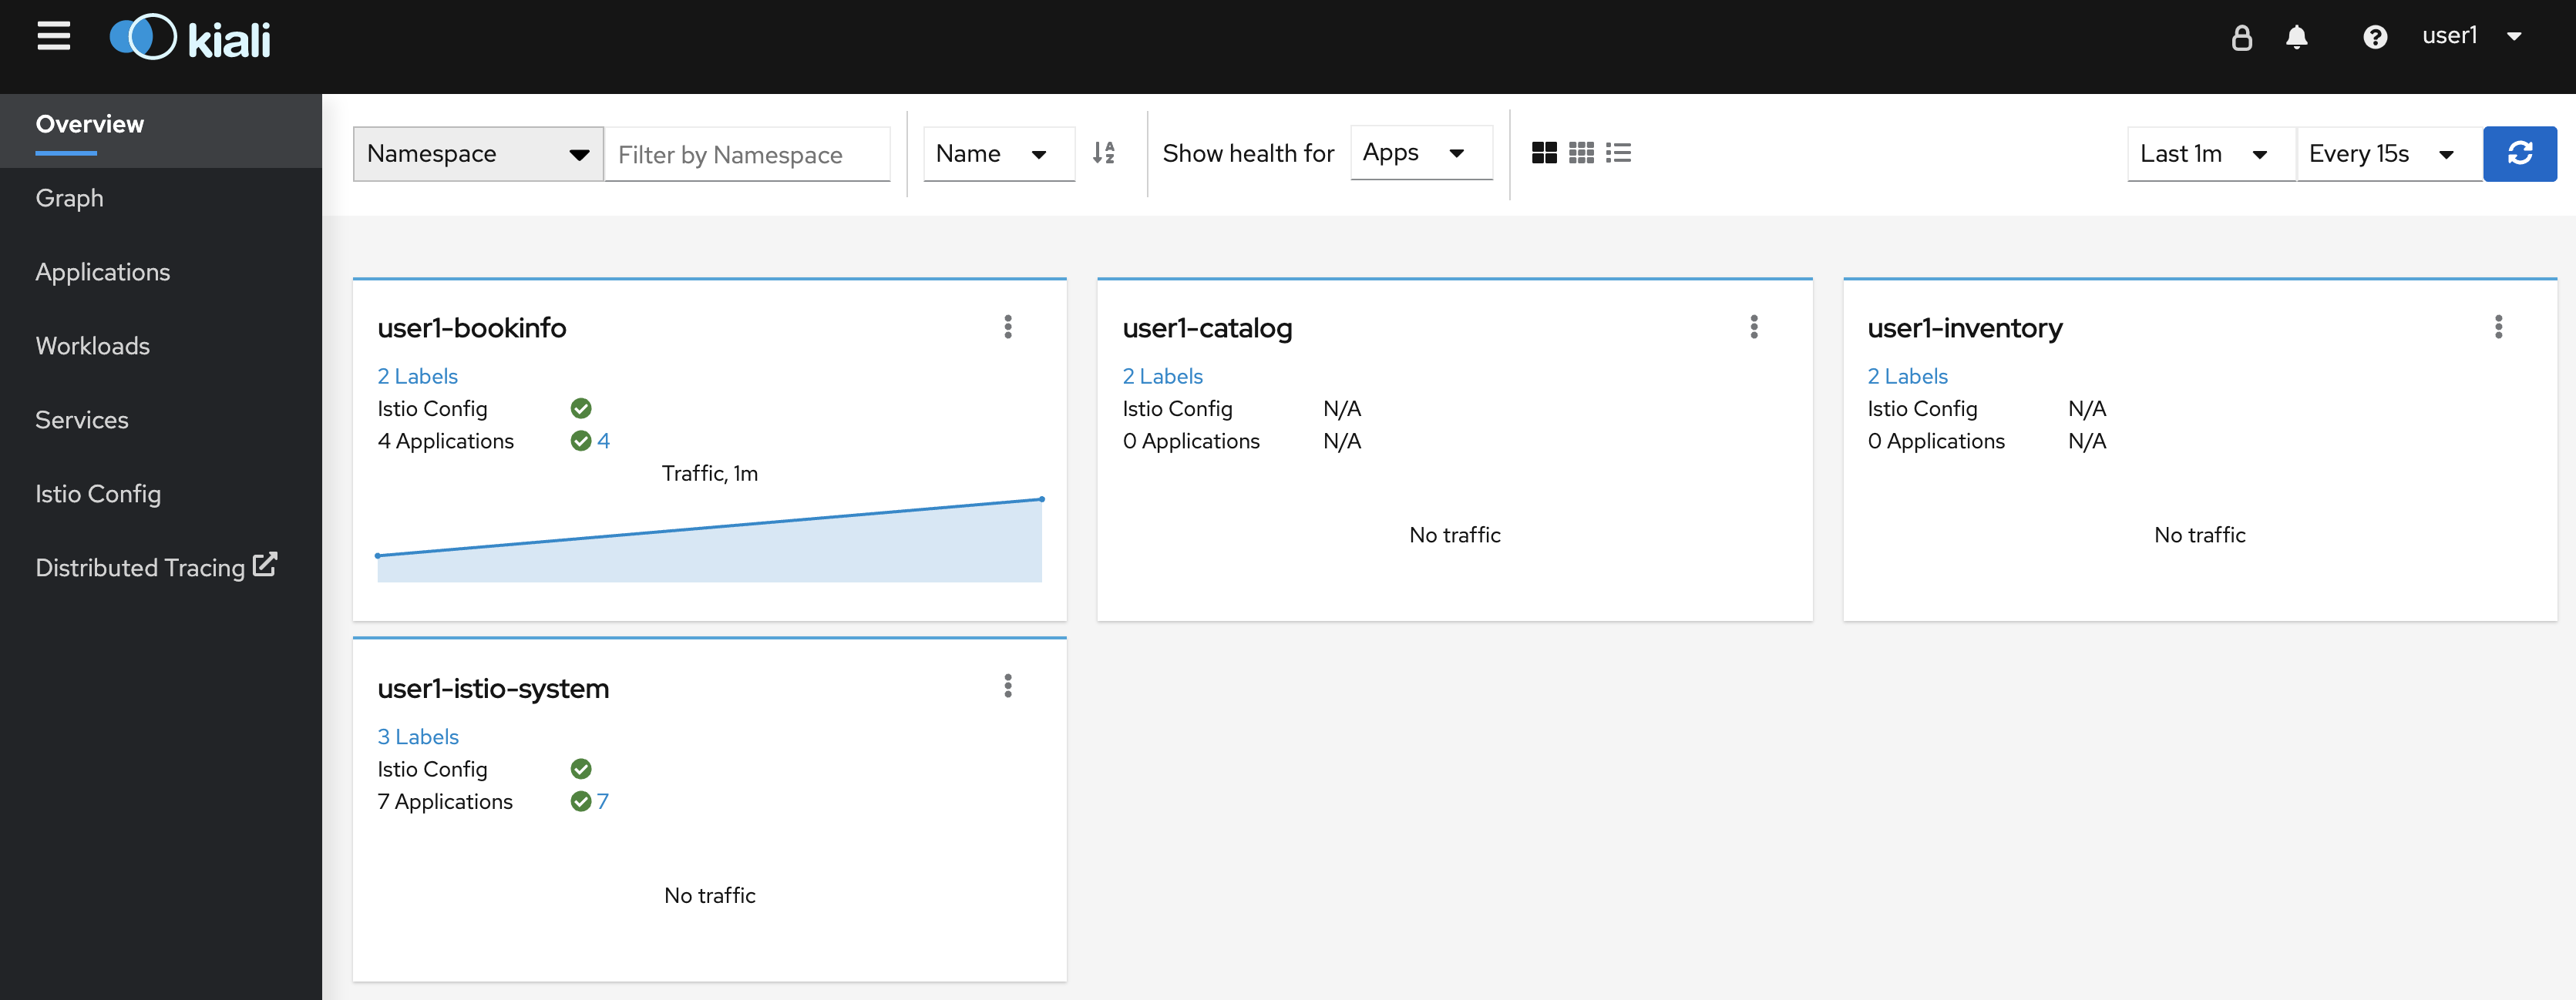 kiali
user1
Overview
Graph
Applications
Workloads
Services
Istio Config
Distributed Tracing
Namespace
Filter by Namespace
Name
Show health for
Apps
Last 1m
Every 15s
user1-bookinfo
2 Labels
Istio Config
4 Applications 4
Traffic, 1m
user1-catalog
2 Labels
Istio Config N/A
0 Applications N/A
No traffic
user1-inventory
2 Labels
Istio Config N/A
0 Applications N/A
No traffic
user1-istio-system
3 Labels
Istio Config
7 Applications 7
No traffic